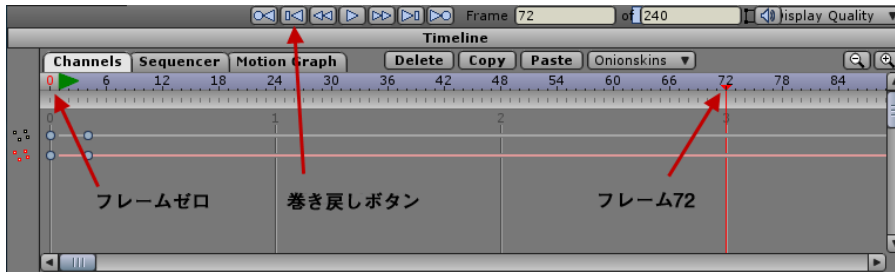 Frame 72 of 240 isplay Quality
Timeline
Channels Sequencer Motion Graph Delete Copy Paste Onionskins
0 6 12 18 24 30 36 42 48 54 60 66 72 78 84
0 1 2 3
フレームゼロ 巻き戻しボタン フレーム72